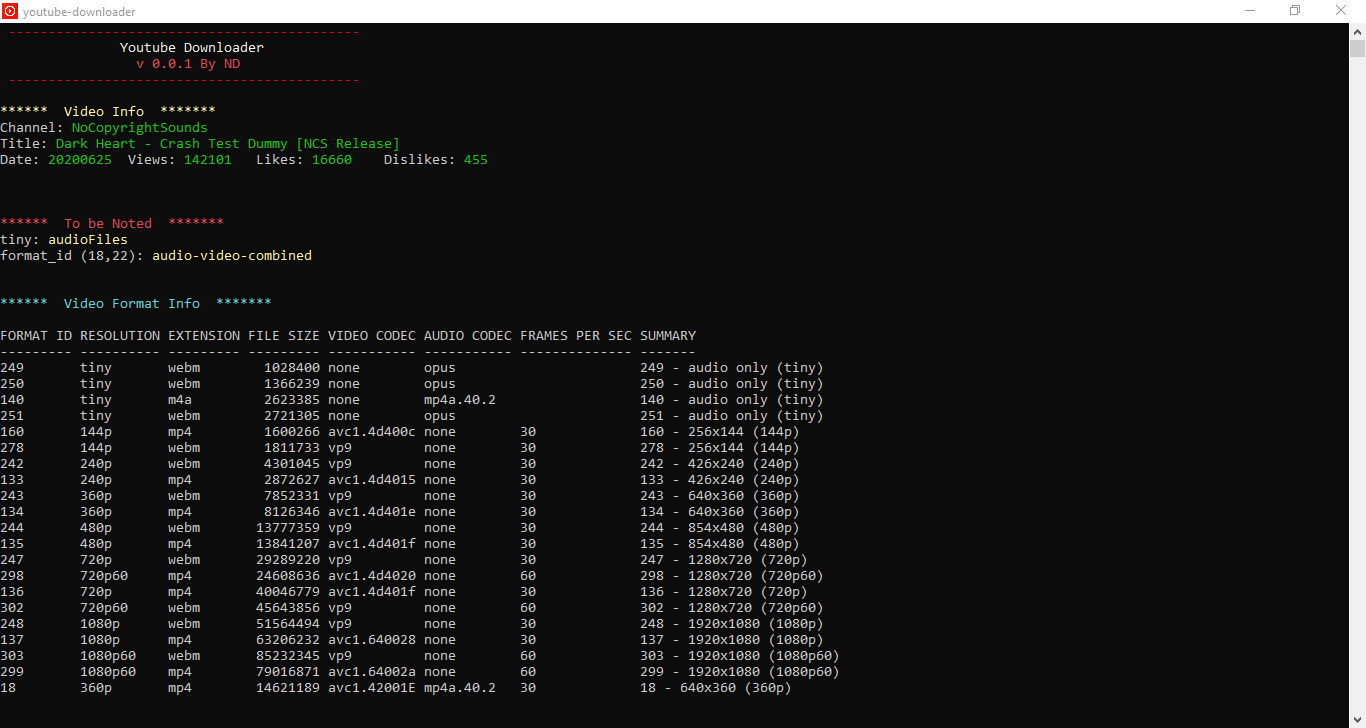 youtube-downloader
--------------------------------------------
Youtube Downloader
v 0.0.1 By ND
--------------------------------------------
****** Video Info *******
Channel: NoCopyrightSounds
Title: Dark Heart - Crash Test Dummy [NCS Release]
Date: 20200625 Views: 142101 Likes: 16660 Dislikes: 455
****** To be Noted *******
tiny: audioFiles
format_id (18,22): audio-video-combined
****** Video Format Info *******
FORMAT ID RESOLUTION EXTENSION FILE SIZE VIDEO CODEC AUDIO CODEC FRAMES PER SEC SUMMARY
--------- ---------- --------- --------- ----------- ----------- -------------- -------
249 tiny webm 1028400 none opus 249 - audio only (tiny)
250 tiny webm 1366239 none opus 250 - audio only (tiny)
140 tiny m4a 2623385 none mp4a.40.2 140 - audio only (tiny)
251 tiny webm 2721305 none opus 251 - audio only (tiny)
160 144p mp4 1600266 avc1.4d400c none 30 160 - 256x144 (144p)
278 144p webm 1811733 vp9 none 30 278 - 256x144 (144p)
242 240p webm 4301045 vp9 none 30 242 - 426x240 (240p)
133 240p mp4 2872627 avc1.4d4015 none 30 133 - 426x240 (240p)
243 360p webm 7852331 vp9 none 30 243 - 640x360 (360p)
134 360p mp4 8126346 avc1.4d401e none 30 134 - 640x360 (360p)
244 480p webm 13777359 vp9 none 30 244 - 854x480 (480p)
135 480p mp4 13841207 avc1.4d401f none 30 135 - 854x480 (480p)
247 720p webm 29289220 vp9 none 30 247 - 1280x720 (720p)
298 720p60 mp4 24608636 avc1.4d4020 none 60 298 - 1280x720 (720p60)
136 720p mp4 40046779 avc1.4d401f none 30 136 - 1280x720 (720p)
302 720p60 webm 45643856 vp9 none 60 302 - 1280x720 (720p60)
248 1080p webm 51564494 vp9 none 30 248 - 1920x1080 (1080p)
137 1080p mp4 63206232 avc1.640028 none 30 137 - 1920x1080 (1080p)
303 1080p60 webm 85232345 vp9 none 60 303 - 1920x1080 (1080p60)
299 1080p60 mp4 79016871 avc1.64002a none 60 299 - 1920x1080 (1080p60)
18 360p mp4 14621189 avc1.42001E mp4a.40.2 30 18 - 640x360 (360p)